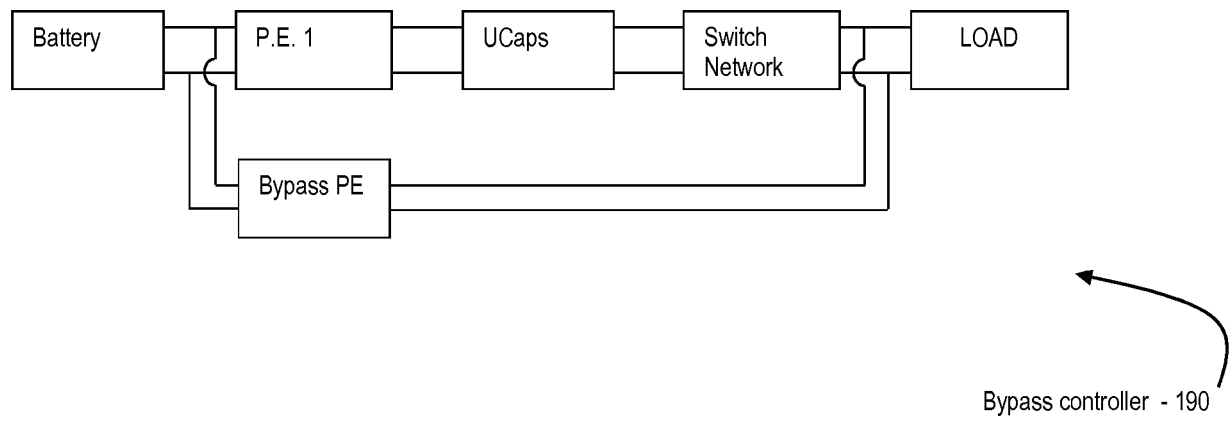 Battery
P.E. 1
UCaps
Switch
Network
LOAD
Bypass PE
Bypass controller - 190